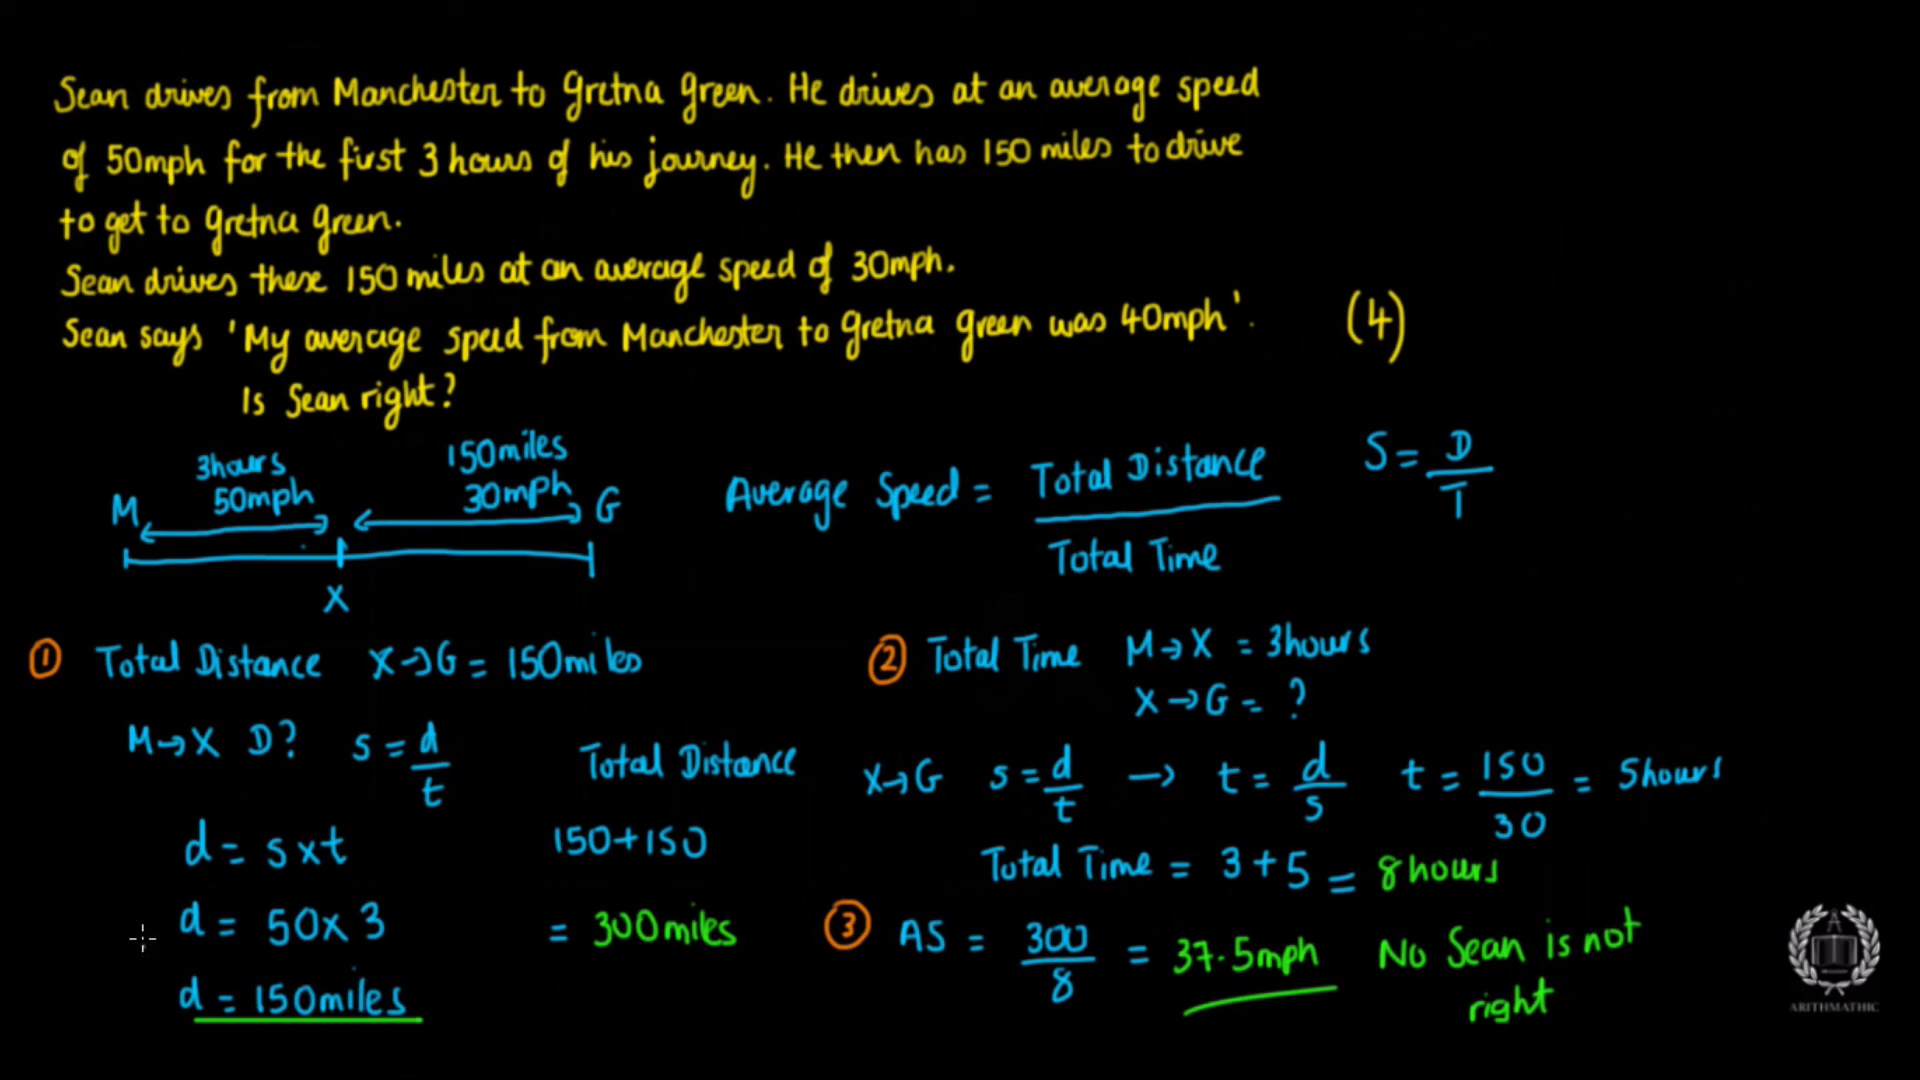 Sean drives from Manchester to Gretna Green. He drives at an average speed
of 50mph for the first 3 hours of his journey. He then has 150 miles to drive
to get to Gretna Green.
Sean drives these 150 miles at an average speed of 30mph.
Sean says 'My average speed from Manchester to Gretna Green was 40mph'. (4)
Is Sean right?
3hours
50mph
150miles
30mph
M
G
X
Average Speed = Total Distance / Total Time
S = D / T
① Total Distance X→G = 150miles
M→X D? s = d / t
d = s x t
d = 50 x 3
d = 150miles
Total Distance
150+150
= 300miles
② Total Time M→X = 3hours
X→G = ?
X→G s = d / t → t = d / s t = 150 / 30 = 5hours
Total Time = 3+5 = 8hours
③ AS = 300 / 8 = 37.5mph No Sean is not
right
ARITHMATHIC